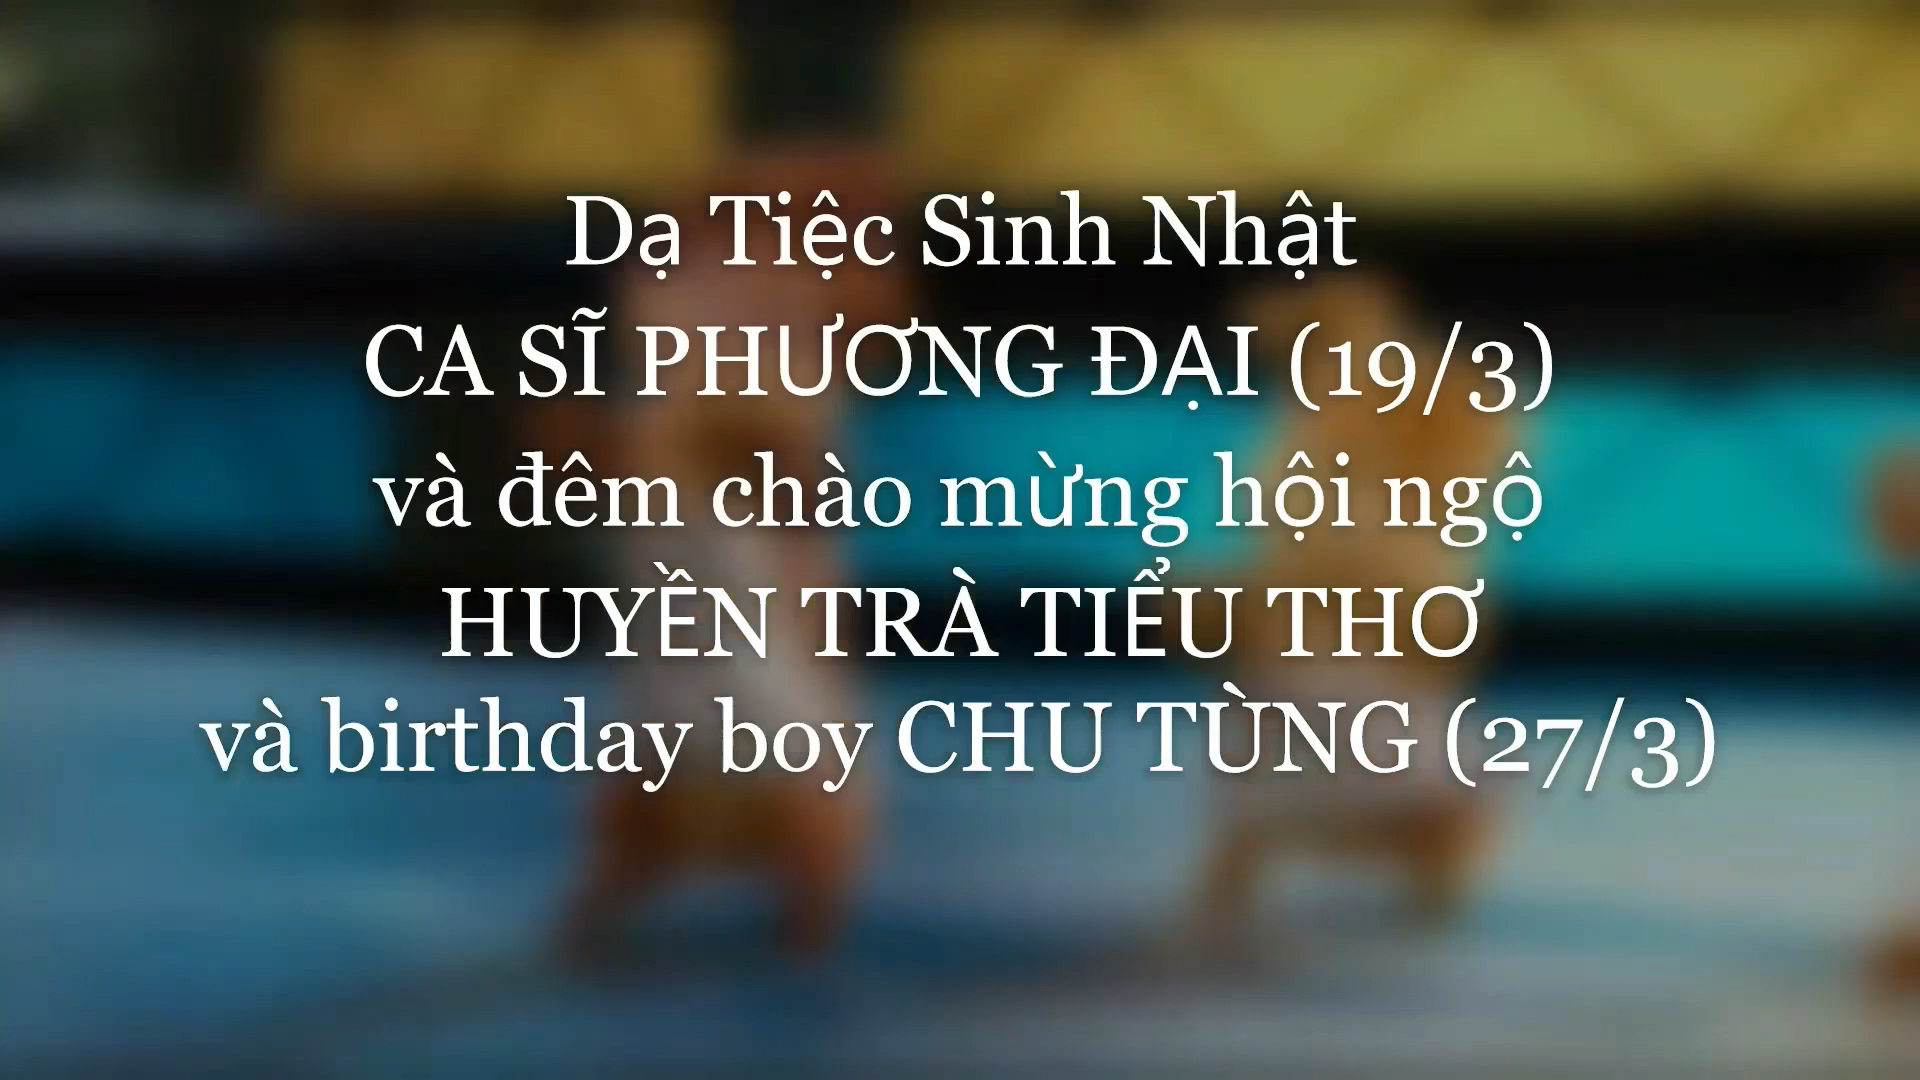 Dạ Tiệc Sinh Nhật
CA SĨ PHƯƠNG ĐẠI (19/3)
và đêm chào mừng hội ngộ
HUYỀN TRÀ TIỂU THƠ
và birthday boy CHU TÙNG (27/3)